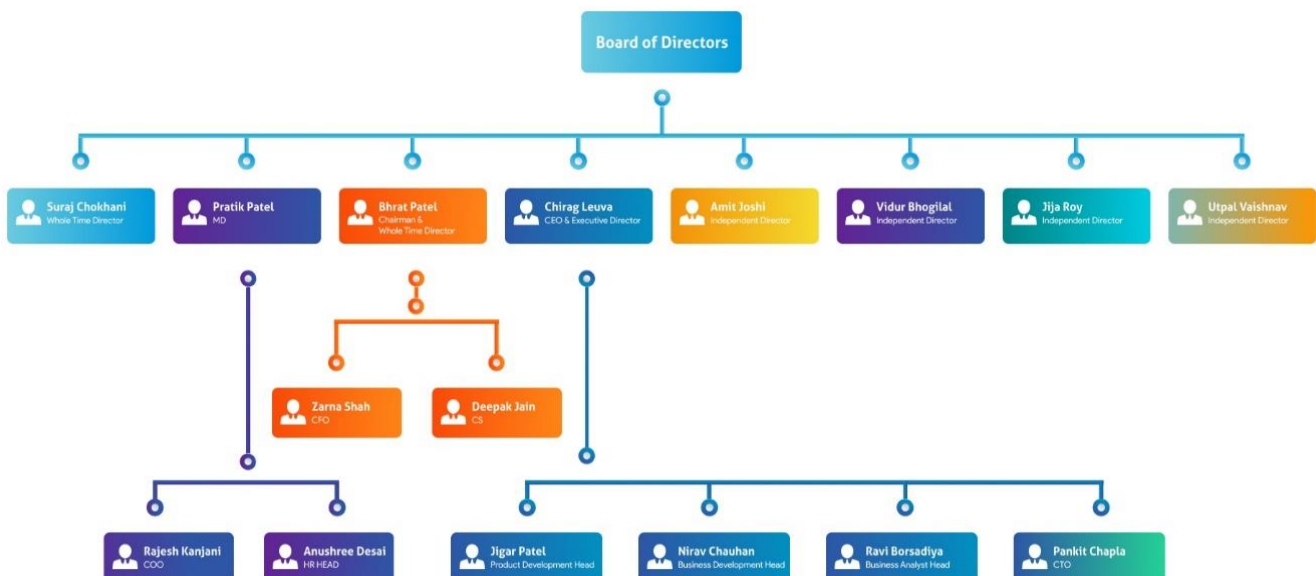 Board of Directors
Suraj Chokhani
Whole Time Director
Pratik Patel
MD
Bhrat Patel
Chairman &
Whole Time Director
Chirag Leuva
CEO & Executive Director
Amit Joshi
Independent Director
Vidur Bhogilal
Independent Director
Jija Roy
Independent Director
Utpal Vaishnav
Independent Director
Zarna Shah
CFO
Deepak Jain
CS
Rajesh Kanjani
COO
Anushree Desai
HR HEAD
Jigar Patel
Product Development Head
Nirav Chauhan
Business Development Head
Ravi Borsadiya
Business Analyst Head
Pankit Chapla
CTO